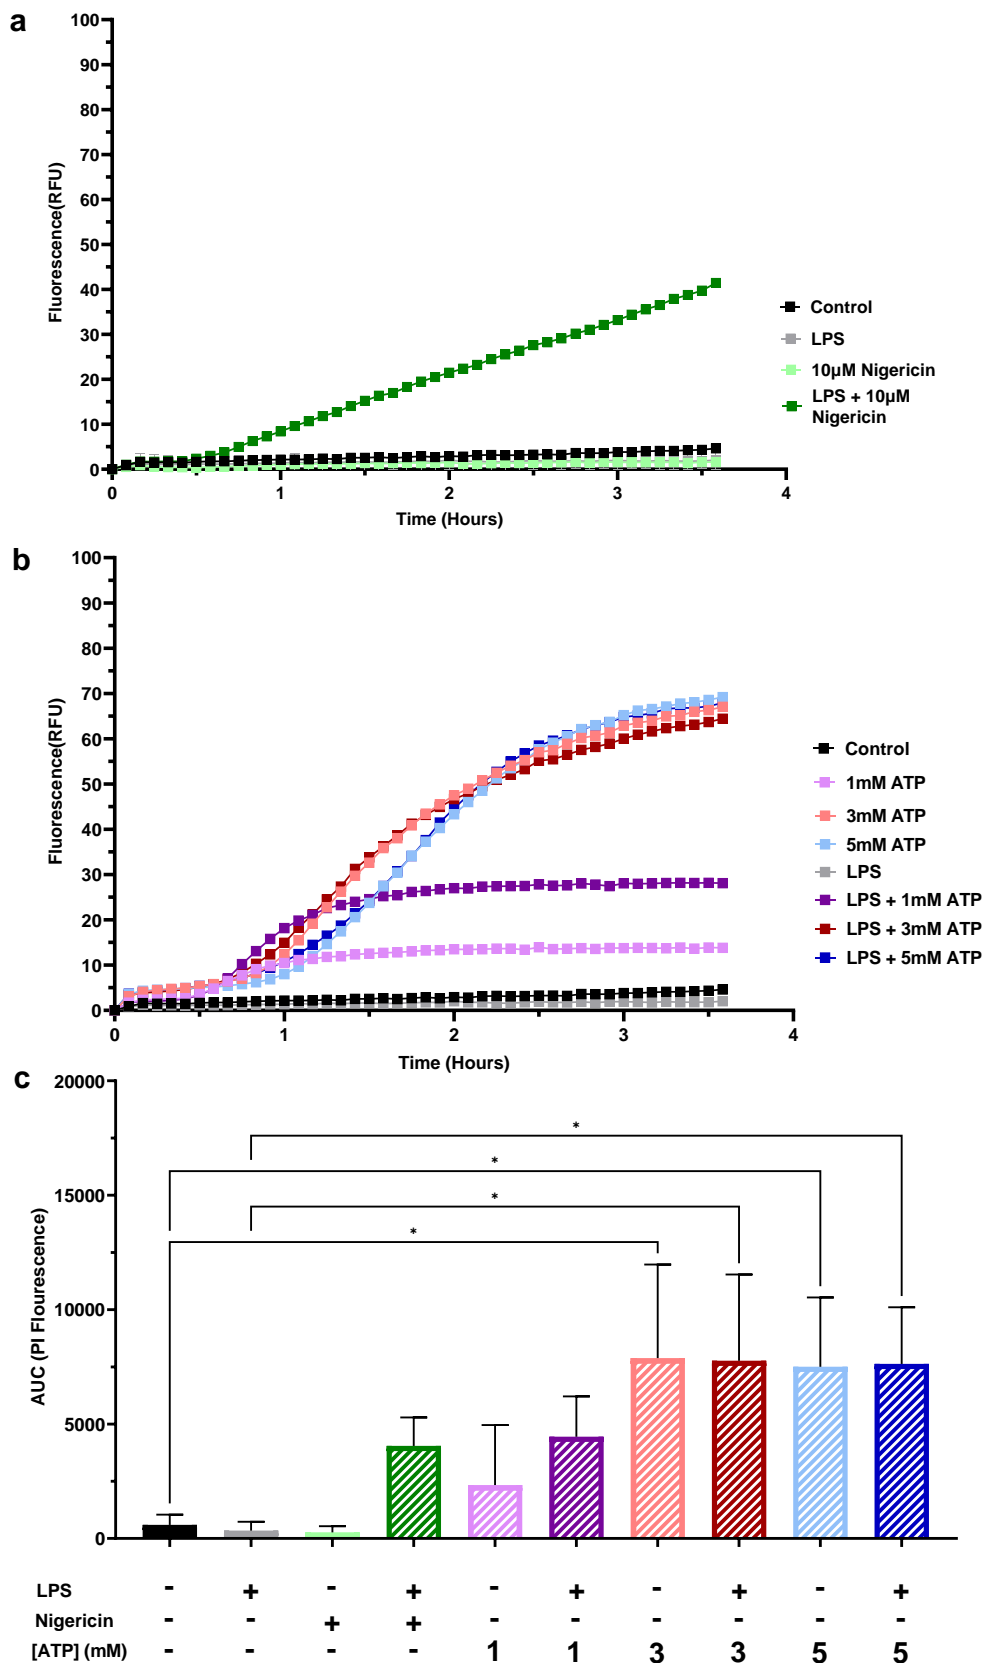 a
100
90
80
70
60
50
40
30
20
10
0
Fluorescence(RFU)
0 1 2 3 4
Time (Hours)
Control
LPS
10µM Nigericin
LPS + 10µM
Nigericin
b
100
90
80
70
60
50
40
30
20
10
0
Fluorescence(RFU)
0 1 2 3 4
Time (Hours)
Control
1mM ATP
3mM ATP
5mM ATP
LPS
LPS + 1mM ATP
LPS + 3mM ATP
LPS + 5mM ATP
c
20000
15000
10000
5000
0
AUC (PI Flourescence)
*
*
*
*
LPS - + - + - + - + - +
Nigericin - - + + - - - - - -
[ATP] (mM) - - - - 1 1 3 3 5 5